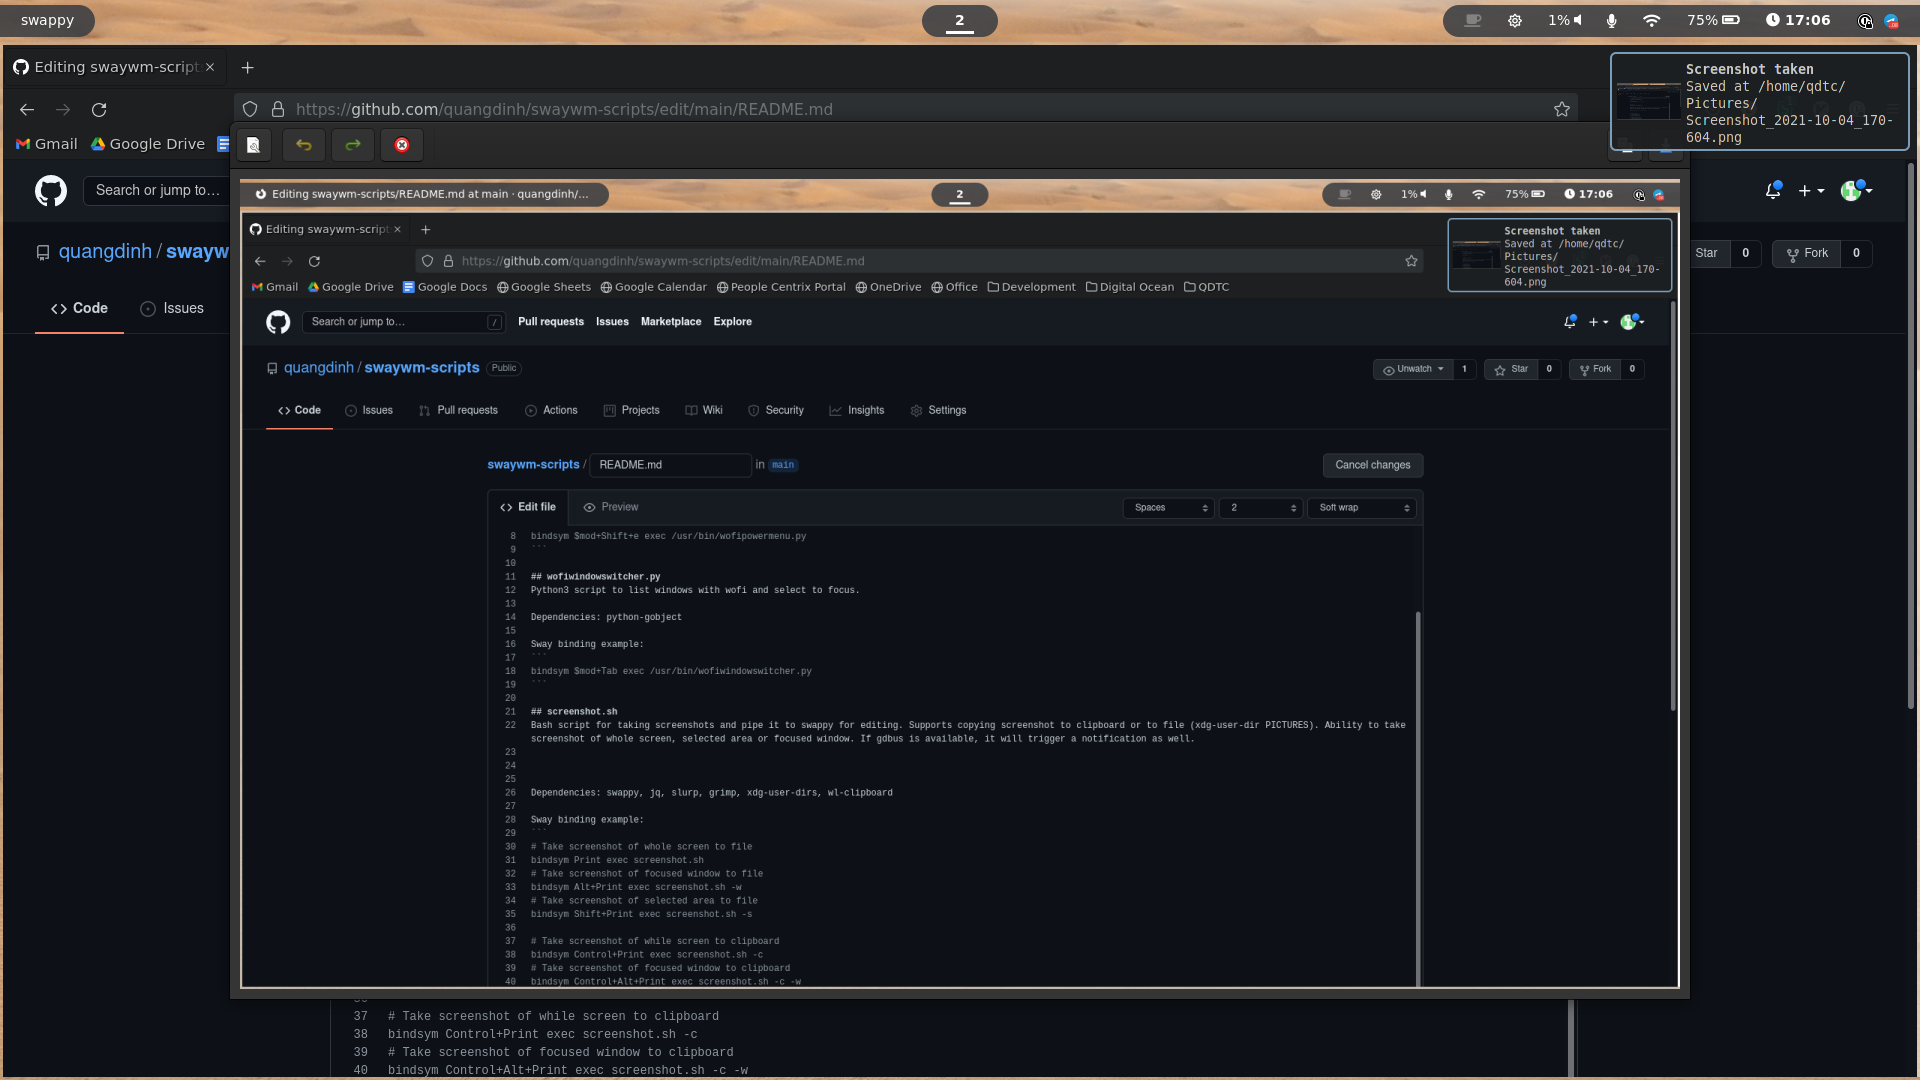 swappy
2
1%
75%
17:06
Editing swaywm-script
https://github.com/quangdinh/swaywm-scripts/edit/main/README.md
Gmail Google Drive
Screenshot taken
Saved at /home/qdtc/
Pictures/
Screenshot_2021-10-04_170-
604.png
Search or jump to…
quangdinh / swayw
Star 0 Fork 0
Code Issues
Editing swaywm-scripts/README.md at main · quangdinh/...
2
1%
75%
17:06
Editing swaywm-script
https://github.com/quangdinh/swaywm-scripts/edit/main/README.md
Gmail Google Drive Google Docs Google Sheets Google Calendar People Centrix Portal OneDrive Office Development Digital Ocean QDTC
Screenshot taken
Saved at /home/qdtc/
Pictures/
Screenshot_2021-10-04_170-
604.png
Search or jump to… / Pull requests Issues Marketplace Explore
quangdinh / swaywm-scripts Public
Unwatch 1 Star 0 Fork 0
Code Issues Pull requests Actions Projects Wiki Security Insights Settings
swaywm-scripts / README.md in main
Cancel changes
Edit file Preview Spaces 2 Soft wrap
8 bindsym $mod+Shift+e exec /usr/bin/wofipowermenu.py
9 ```
10
11 ## wofiwindowswitcher.py
12 Python3 script to list windows with wofi and select to focus.
13
14 Dependencies: python-gobject
15
16 Sway binding example:
17 ```
18 bindsym $mod+Tab exec /usr/bin/wofiwindowswitcher.py
19 ```
20
21 ## screenshot.sh
22 Bash script for taking screenshots and pipe it to swappy for editing. Supports copying screenshot to clipboard or to file (xdg-user-dir PICTURES). Ability to take
screenshot of whole screen, selected area or focused window. If gdbus is available, it will trigger a notification as well.
23
24
25
26 Dependencies: swappy, jq, slurp, grimp, xdg-user-dirs, wl-clipboard
27
28 Sway binding example:
29 ```
30 # Take screenshot of whole screen to file
31 bindsym Print exec screenshot.sh
32 # Take screenshot of focused window to file
33 bindsym Alt+Print exec screenshot.sh -w
34 # Take screenshot of selected area to file
35 bindsym Shift+Print exec screenshot.sh -s
36
37 # Take screenshot of while screen to clipboard
38 bindsym Control+Print exec screenshot.sh -c
39 # Take screenshot of focused window to clipboard
40 bindsym Control+Alt+Print exec screenshot.sh -c -w
37 # Take screenshot of while screen to clipboard
38 bindsym Control+Print exec screenshot.sh -c
39 # Take screenshot of focused window to clipboard
40 bindsym Control+Alt+Print exec screenshot.sh -c -w